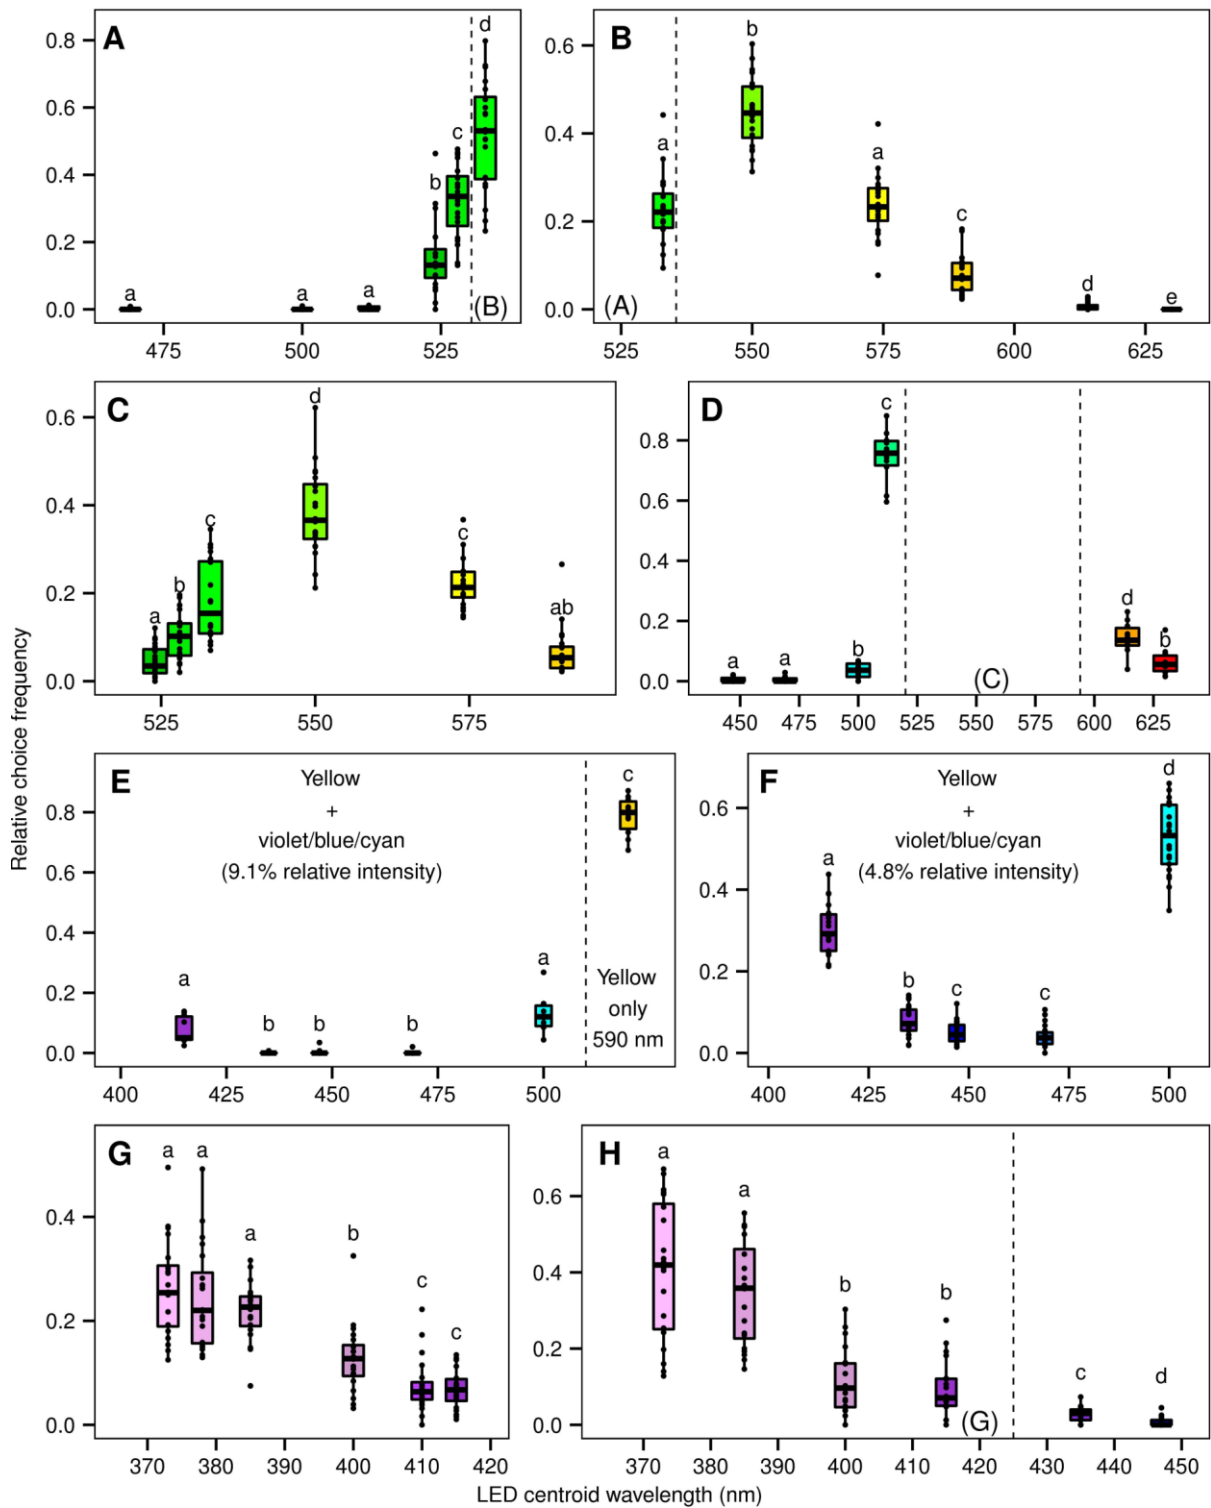 A
0.8
0.6
0.4
0.2
0.0
a
a
a
b
c
d
(B)
475
500
525
B
0.6
0.4
0.2
0.0
a
b
a
c
d
e
(A)
525
550
575
600
625
C
0.6
0.4
0.2
0.0
a
b
c
d
c
ab
525
550
575
D
0.8
0.6
0.4
0.2
0.0
a
a
b
c
d
b
(C)
450
475
500
525
550
575
600
625
Relative choice frequency
E
Yellow
+
violet/blue/cyan
(9.1% relative intensity)
0.8
0.6
0.4
0.2
0.0
a
b
b
b
a
c
Yellow
only
590 nm
400
425
450
475
500
F
Yellow
+
violet/blue/cyan
(4.8% relative intensity)
0.6
0.4
0.2
0.0
a
b
c
c
d
400
425
450
475
500
G
0.4
0.2
0.0
a
a
a
b
c
c
370
380
390
400
410
420
H
0.6
0.4
0.2
0.0
a
a
b
b
c
d
(G)
370
380
390
400
410
420
430
440
450
LED centroid wavelength (nm)